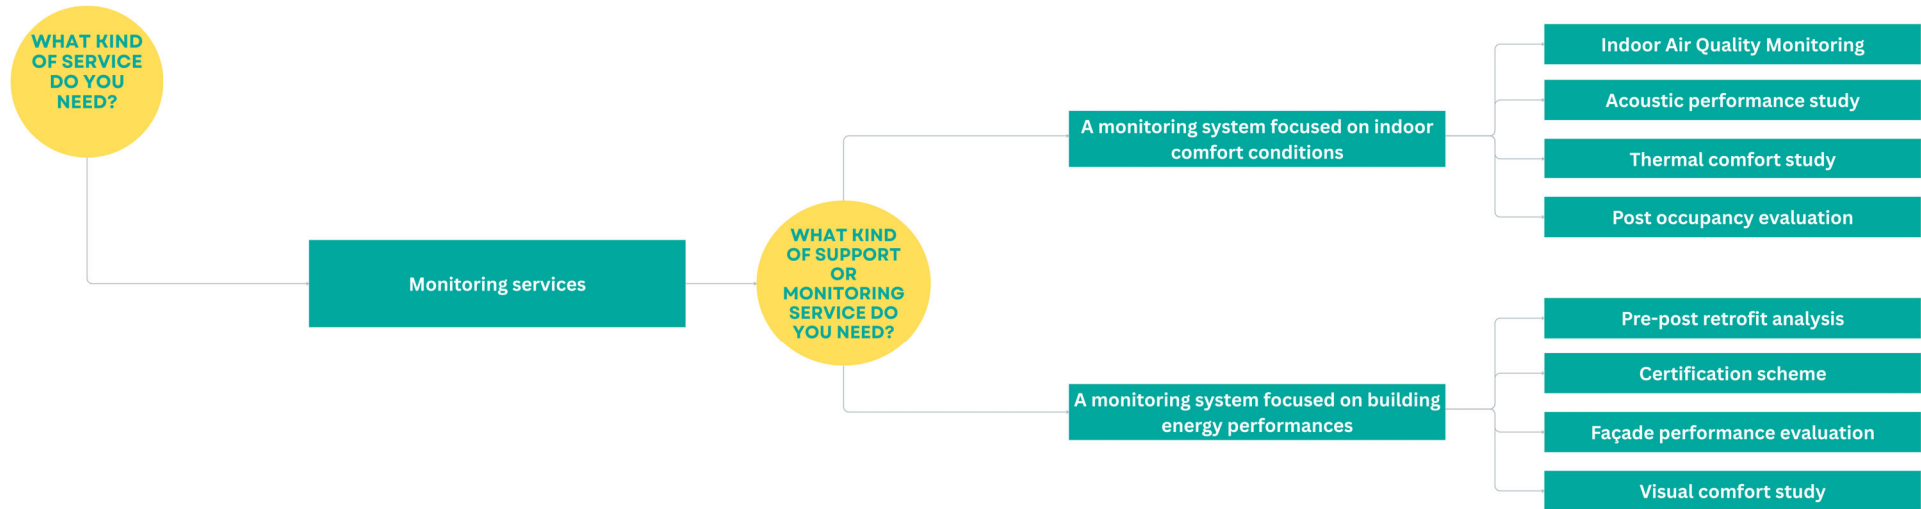 WHAT KIND
OF SERVICE
DO YOU
NEED?
Monitoring services
WHAT KIND
OF SUPPORT
OR
MONITORING
SERVICE DO
YOU NEED?
A monitoring system focused on indoor
comfort conditions
Indoor Air Quality Monitoring
Acoustic performance study
Thermal comfort study
Post occupancy evaluation
A monitoring system focused on building
energy performances
Pre-post retrofit analysis
Certification scheme
Façade performance evaluation
Visual comfort study